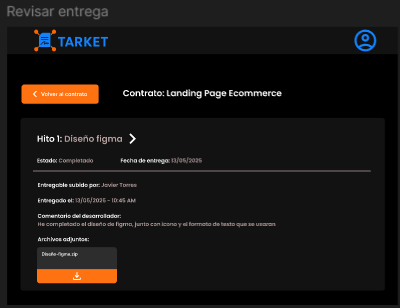 Revisar entrega
TARKET
Volver al contrato
Contrato: Landing Page Ecommerce
Hito 1: Diseño figma
Estado: Completado
Fecha de entrega: 13/05/2025
Entregable subido por: Javier Torres
Entregado el: 13/05/2025 - 10:45 AM
Comentario del desarrollador:
He completado el diseño de figma, junto con icono y el formato de texto que se usaran
Archivos adjuntos:
Diseño-figma.zip